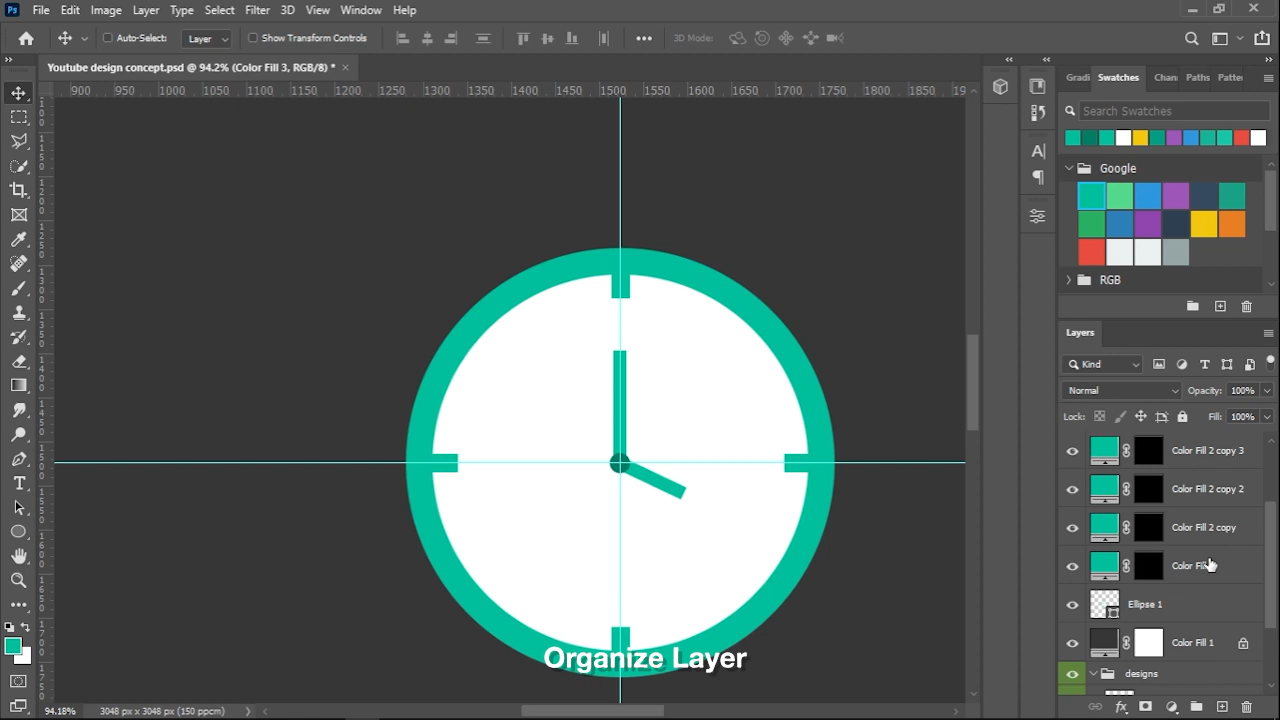 Ps File Edit Image Layer Type Select Filter 3D View Window Help
Auto-Select: Layer Show Transform Controls 3D Mode:
Youtube design concept.psd @ 94.2% (Color Fill 3, RGB/8) * ×
900 950 1000 1050 1100 1150 1200 1250 1300 1350 1400 1450 1500 1550 1600 1650 1700 1750 1800 1850 19
Gradi Swatches Chan Paths Patter
Search Swatches
Google
RGB
Layers
Kind
Normal Opacity: 100%
Lock: Fill: 100%
Color Fill 2 copy 3
Color Fill 2 copy 2
Color Fill 2 copy
Color Fill
Ellipse 1
Color Fill 1
designs
Organize Layer
94.18% 3048 px x 3048 px (150 ppcm)